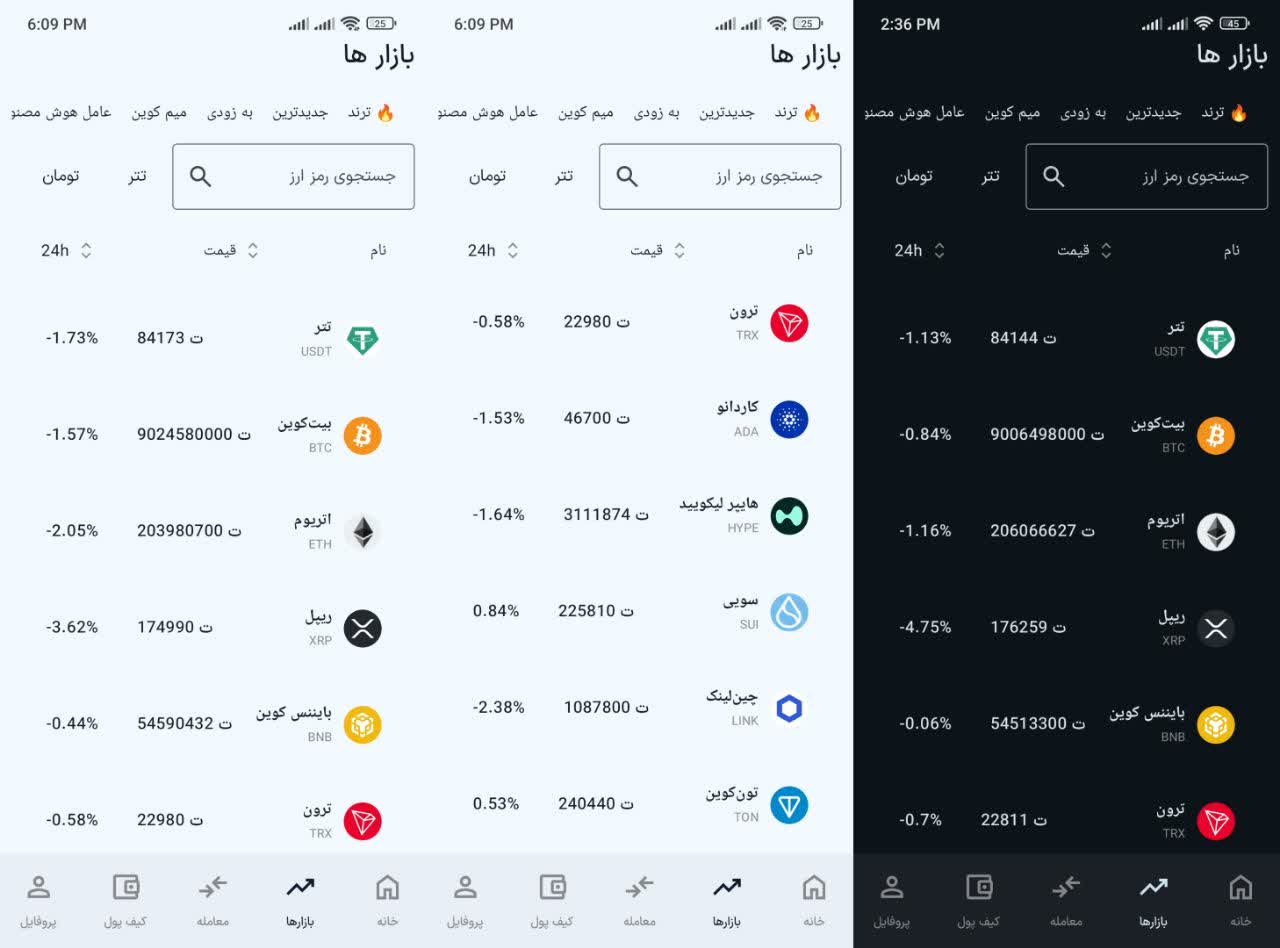 6:09 PM
25
بازار ها
🔥 ترند جدیدترین به زودی میم کوین عامل هوش مصنو
جستجوی رمز ارز تتر تومان
نام قیمت 24h
تتر
USDT
84173 ت
-1.73%
بیت‌کوین
BTC
9024580000 ت
-1.57%
اتریوم
ETH
203980700 ت
-2.05%
ریپل
XRP
174990 ت
-3.62%
بایننس کوین
BNB
54590432 ت
-0.44%
ترون
TRX
22980 ت
-0.58%
خانه بازارها معامله کیف پول پروفایل
6:09 PM
25
بازار ها
🔥 ترند جدیدترین به زودی میم کوین عامل هوش مصنو
جستجوی رمز ارز تتر تومان
نام قیمت 24h
ترون
TRX
22980 ت
-0.58%
کاردانو
ADA
46700 ت
-1.53%
هایپر لیکویید
HYPE
3111874 ت
-1.64%
سویی
SUI
225810 ت
0.84%
چین‌لینک
LINK
1087800 ت
-2.38%
تون‌کوین
TON
240440 ت
0.53%
خانه بازارها معامله کیف پول پروفایل
2:36 PM
45
بازار ها
🔥 ترند جدیدترین به زودی میم کوین عامل هوش مصنو
جستجوی رمز ارز تتر تومان
نام قیمت 24h
تتر
USDT
84144 ت
-1.13%
بیت‌کوین
BTC
9006498000 ت
-0.84%
اتریوم
ETH
206066627 ت
-1.16%
ریپل
XRP
176259 ت
-4.75%
بایننس کوین
BNB
54513300 ت
-0.06%
ترون
TRX
22811 ت
-0.7%
خانه بازارها معامله کیف پول پروفایل